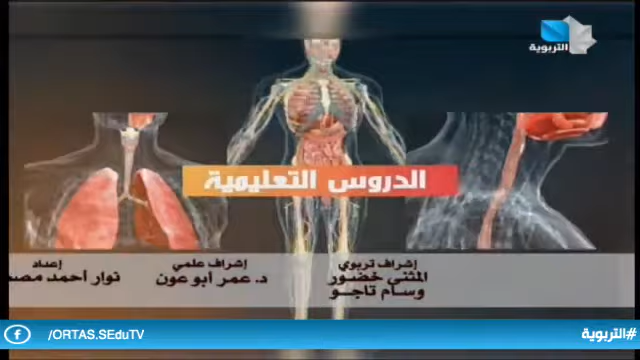 التربوية
الدروس التعليمية
إشراف تربوي
المثنى خضور
وسام تاجو
إشراف علمي
د. عمر أبو عون
إعداد
نوار أحمد
/ORTAS.SEduTV
#التربوية